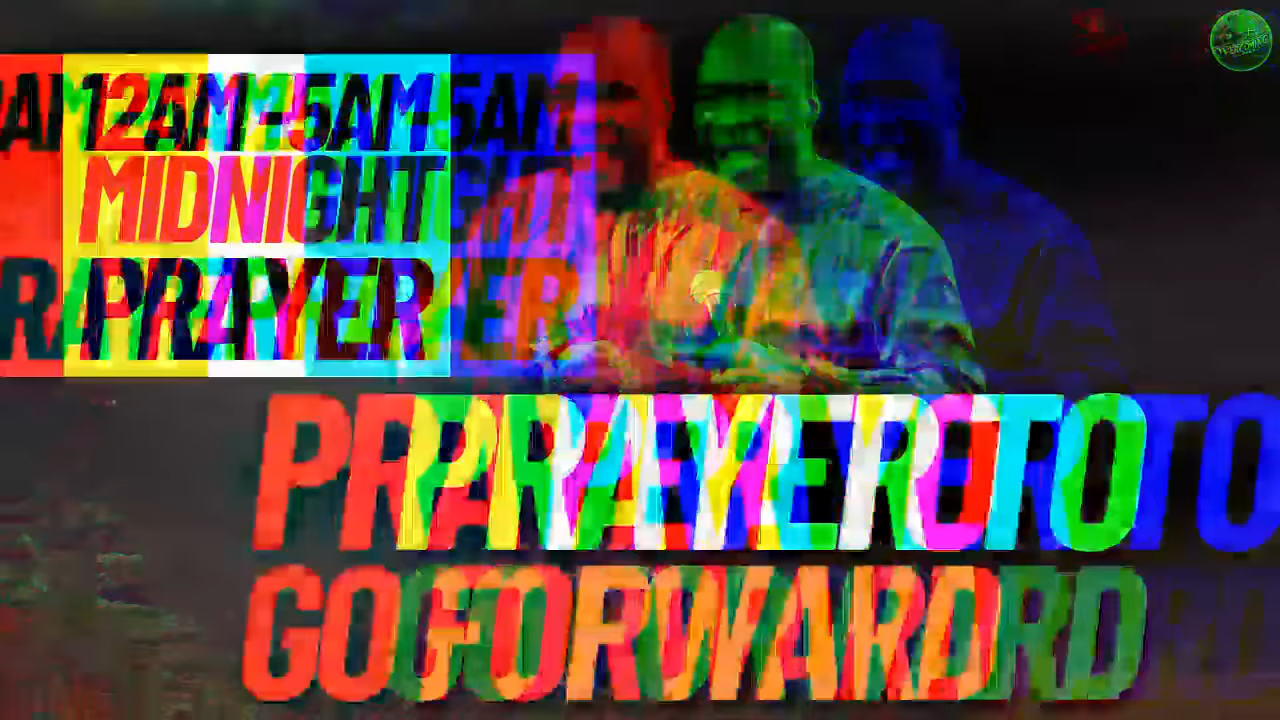 12AM-5AM
MIDNIGHT
PRAYER
PRAYER TO
GO FORWARD